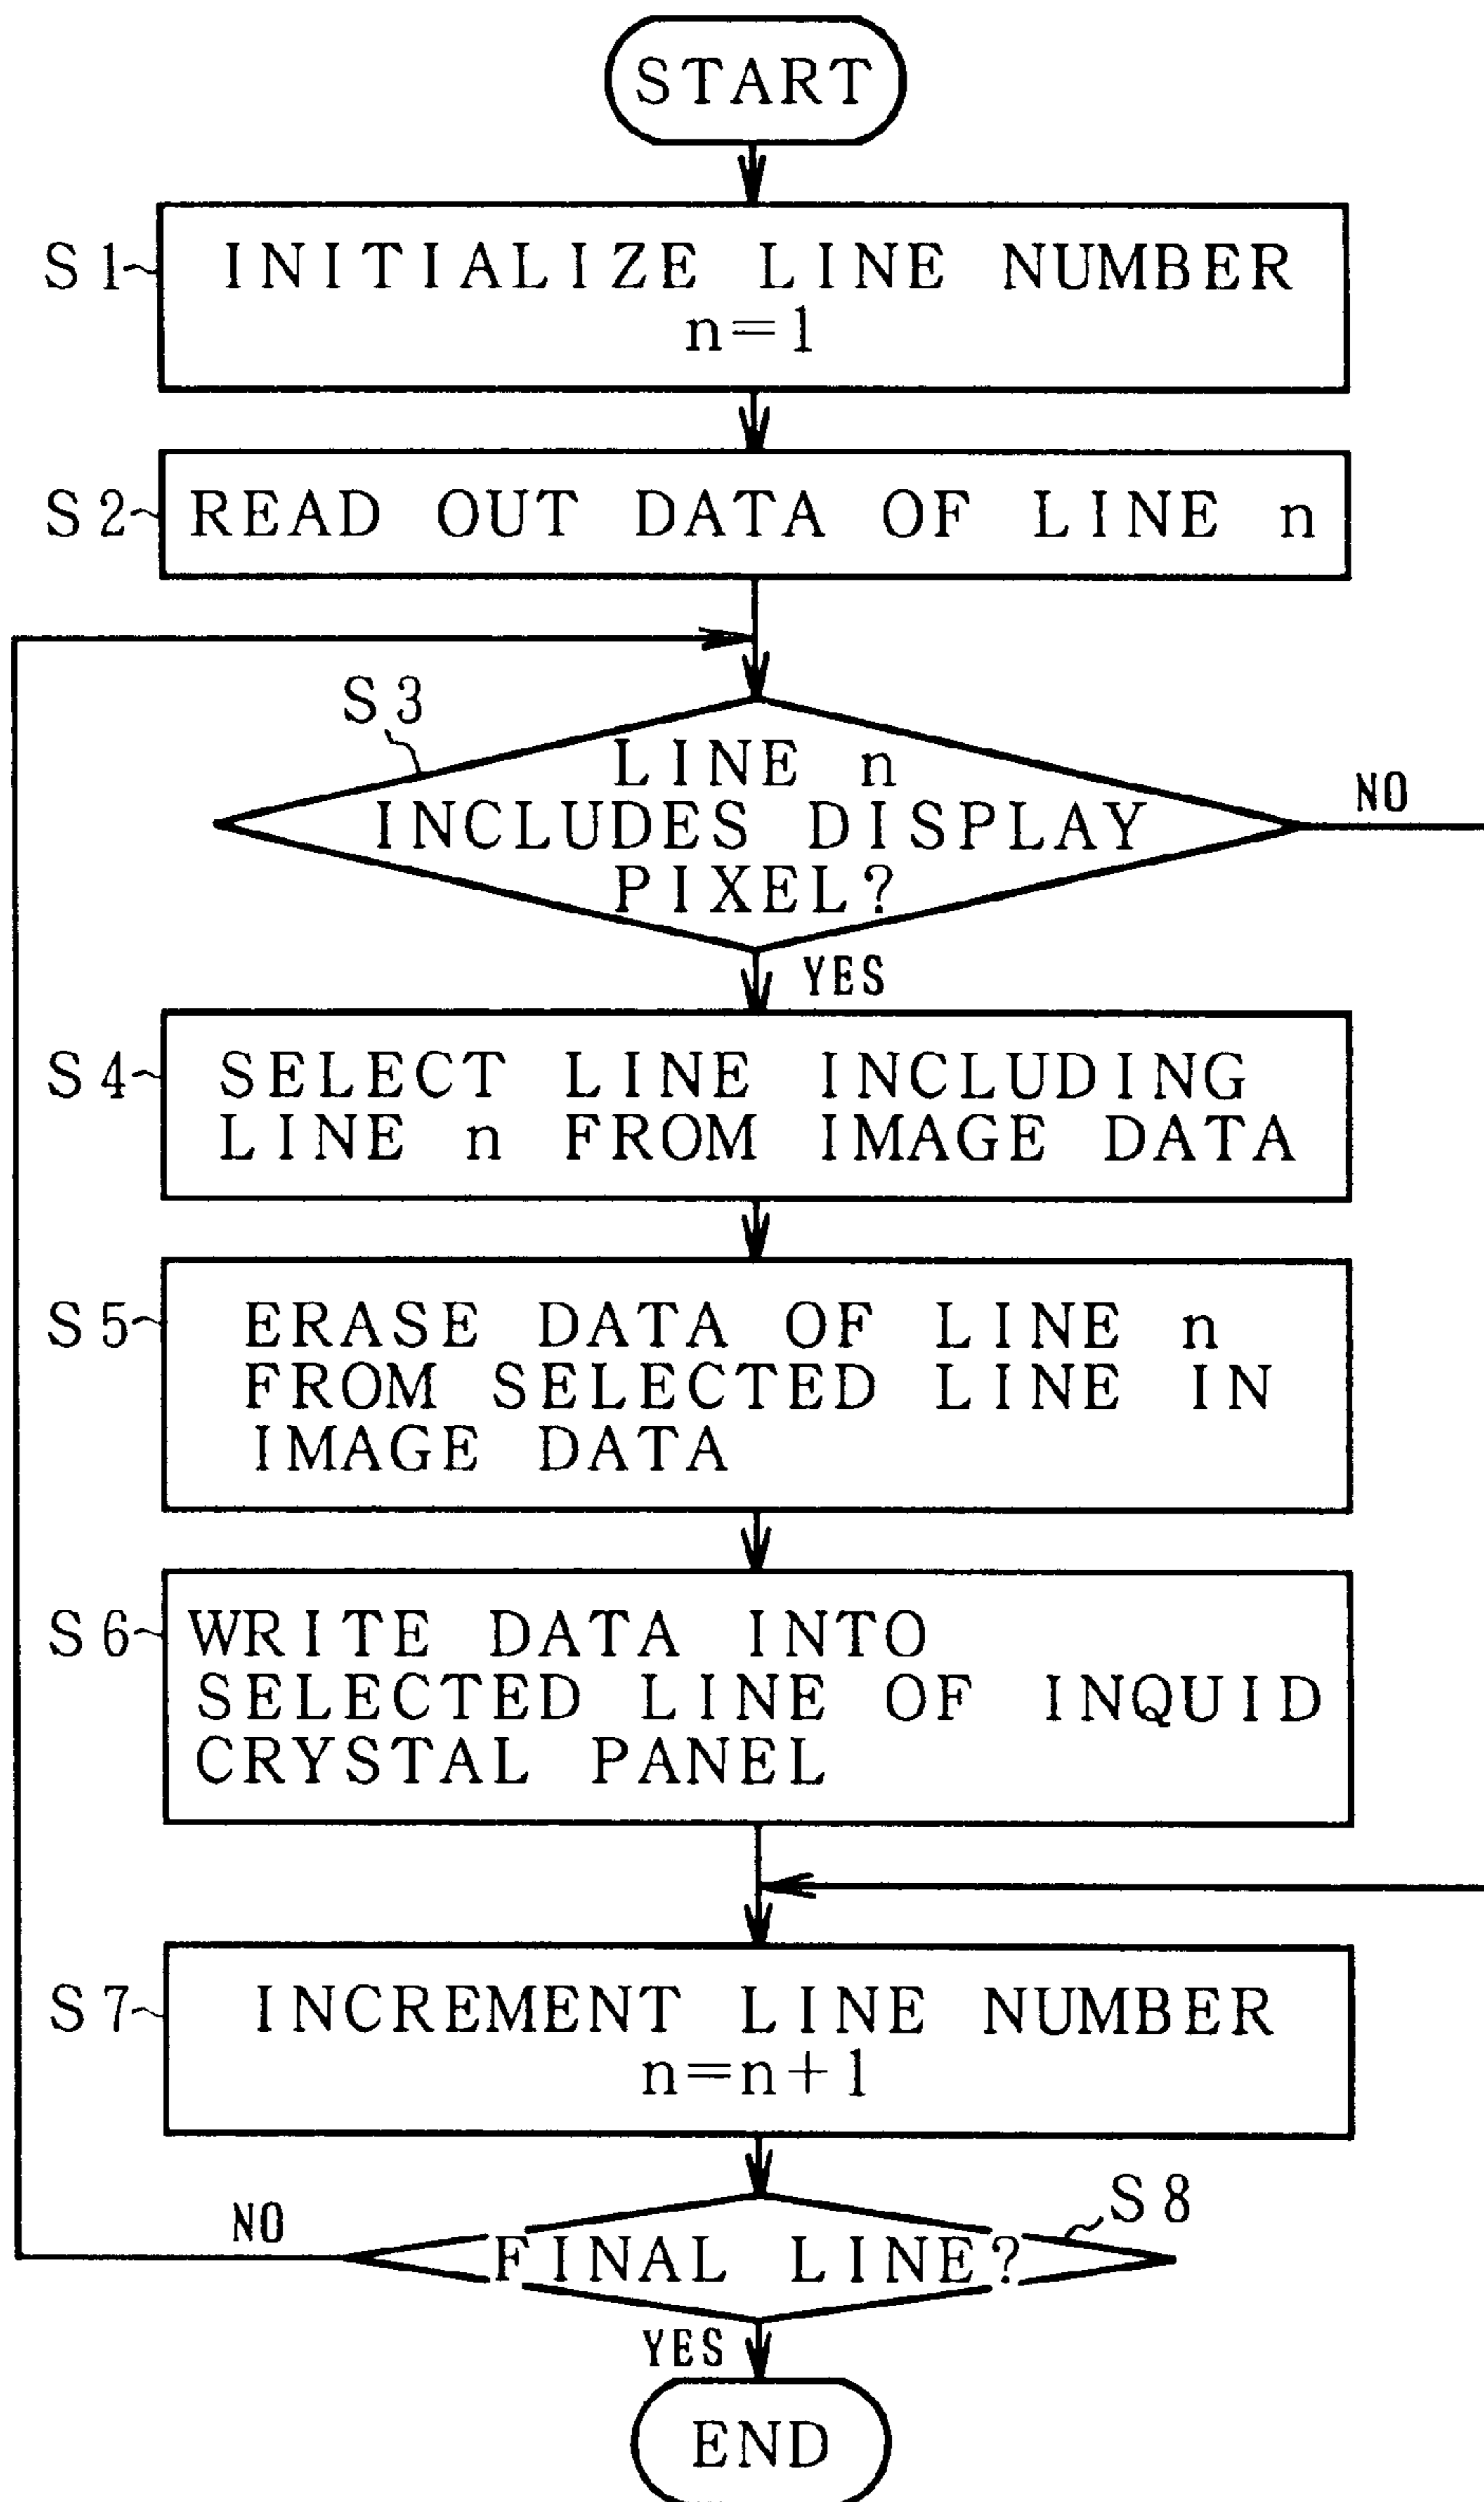 START
S1
INITIALIZE LINE NUMBER
n=1
S2
READ OUT DATA OF LINE n
S3
LINE n
INCLUDES DISPLAY
PIXEL?
NO
YES
S4
SELECT LINE INCLUDING
LINE n FROM IMAGE DATA
S5
ERASE DATA OF LINE n
FROM SELECTED LINE IN
IMAGE DATA
S6
WRITE DATA INTO
SELECTED LINE OF INQUID
CRYSTAL PANEL
S7
INCREMENT LINE NUMBER
n=n+1
S8
FINAL LINE?
NO
YES
END